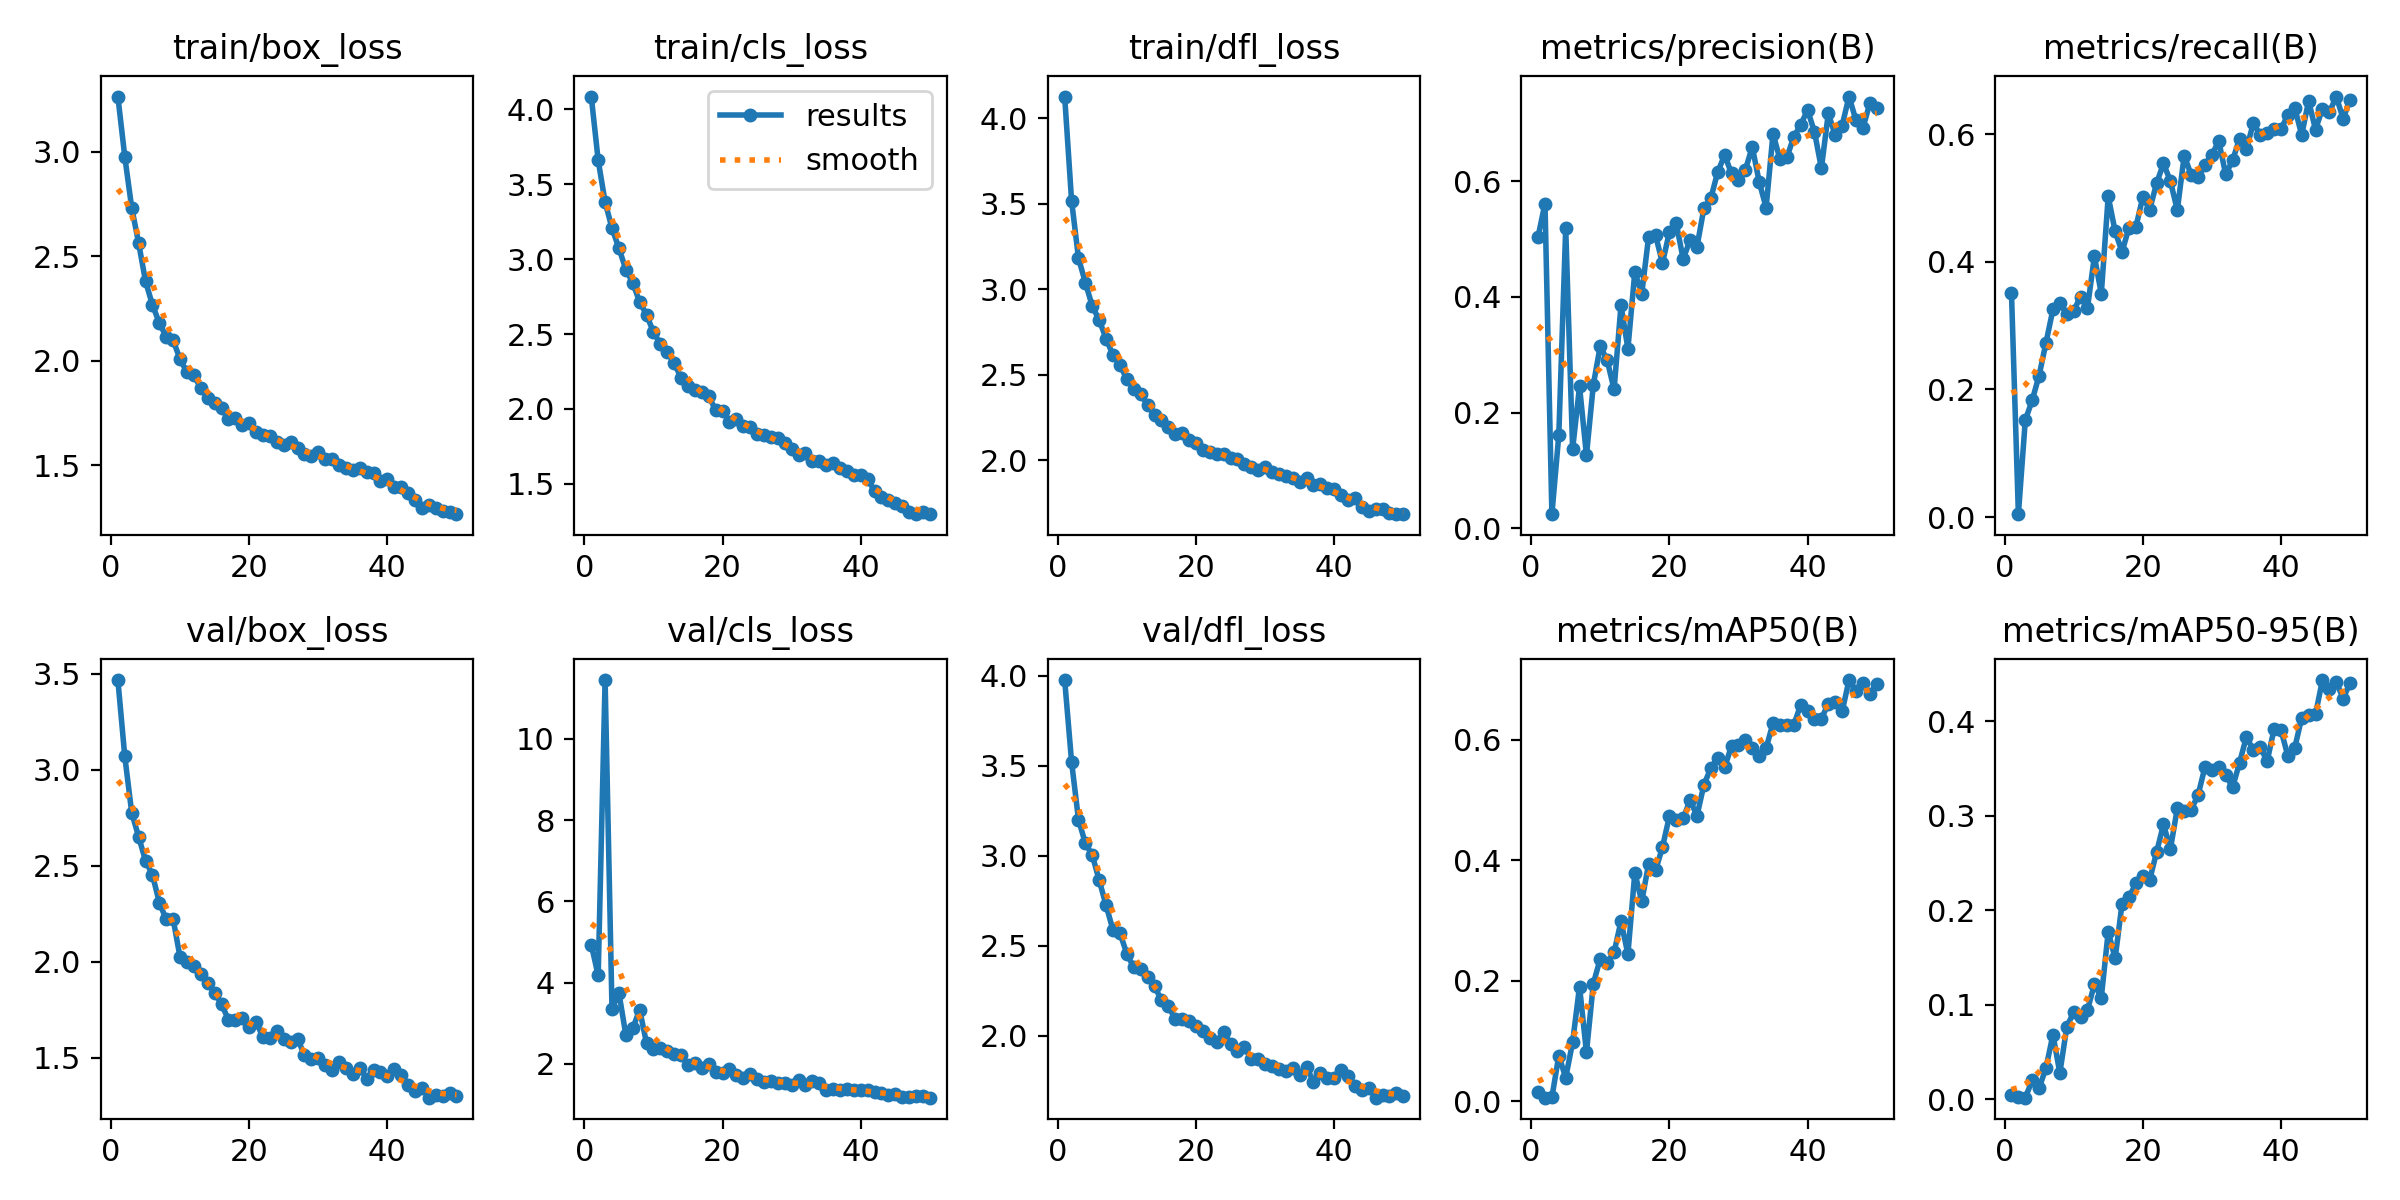 train/box_loss
3.0
2.5
2.0
1.5
0 20 40
train/cls_loss
results
smooth
4.0
3.5
3.0
2.5
2.0
1.5
0 20 40
train/dfl_loss
4.0
3.5
3.0
2.5
2.0
0 20 40
metrics/precision(B)
0.6
0.4
0.2
0.0
0 20 40
metrics/recall(B)
0.6
0.4
0.2
0.0
0 20 40
val/box_loss
3.5
3.0
2.5
2.0
1.5
0 20 40
val/cls_loss
10
8
6
4
2
0 20 40
val/dfl_loss
4.0
3.5
3.0
2.5
2.0
0 20 40
metrics/mAP50(B)
0.6
0.4
0.2
0.0
0 20 40
metrics/mAP50-95(B)
0.4
0.3
0.2
0.1
0.0
0 20 40